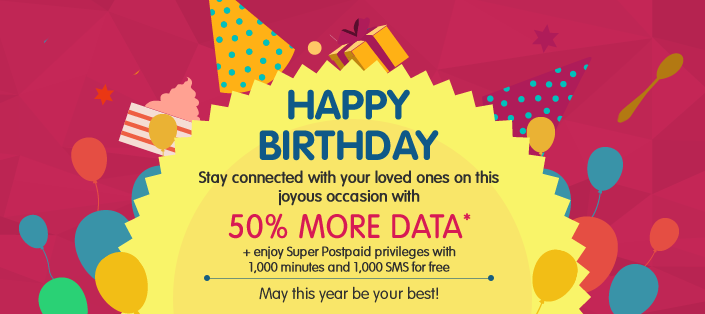 HAPPY
BIRTHDAY
Stay connected with your loved ones on this
joyous occasion with
50% MORE DATA*
+ enjoy Super Postpaid privileges with
1,000 minutes and 1,000 SMS for free
May this year be your best!